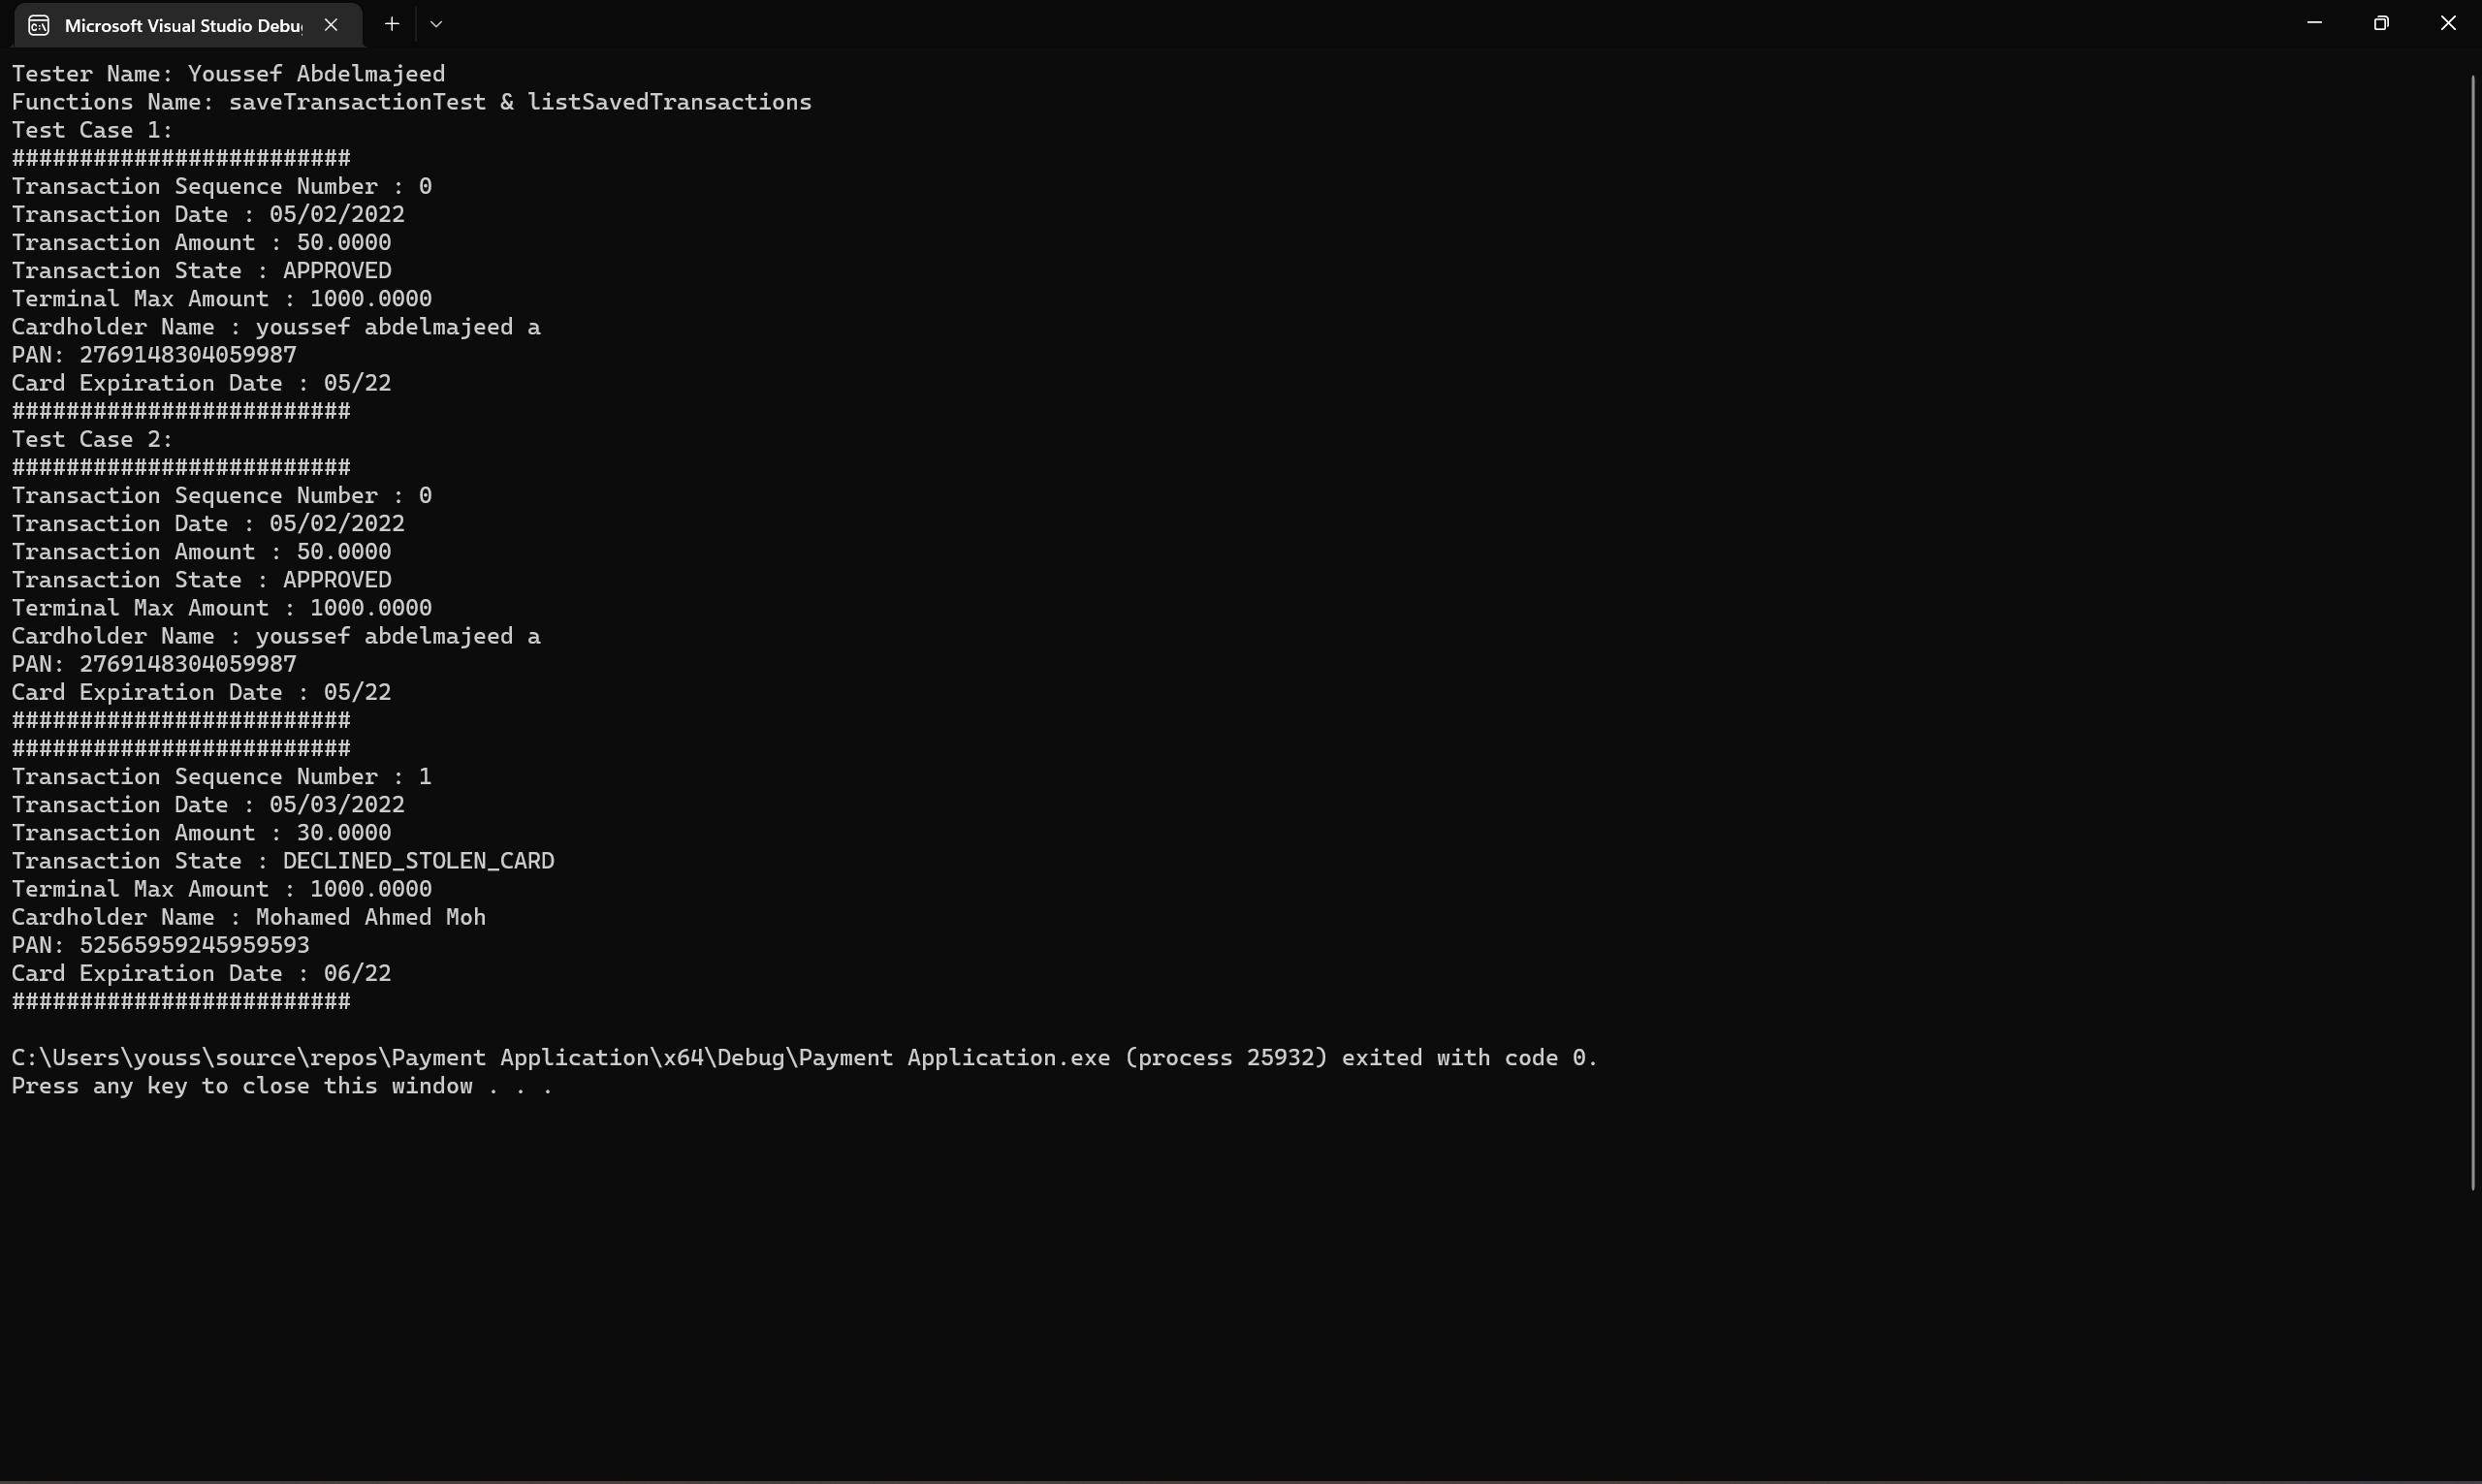 Microsoft Visual Studio Debu
Tester Name: Youssef Abdelmajeed
Functions Name: saveTransactionTest & listSavedTransactions
Test Case 1:
#########################
Transaction Sequence Number : 0
Transaction Date : 05/02/2022
Transaction Amount : 50.0000
Transaction State : APPROVED
Terminal Max Amount : 1000.0000
Cardholder Name : youssef abdelmajeed a
PAN: 2769148304059987
Card Expiration Date : 05/22
#########################
Test Case 2:
#########################
Transaction Sequence Number : 0
Transaction Date : 05/02/2022
Transaction Amount : 50.0000
Transaction State : APPROVED
Terminal Max Amount : 1000.0000
Cardholder Name : youssef abdelmajeed a
PAN: 2769148304059987
Card Expiration Date : 05/22
#########################
#########################
Transaction Sequence Number : 1
Transaction Date : 05/03/2022
Transaction Amount : 30.0000
Transaction State : DECLINED_STOLEN_CARD
Terminal Max Amount : 1000.0000
Cardholder Name : Mohamed Ahmed Moh
PAN: 52565959245959593
Card Expiration Date : 06/22
#########################
C:\Users\youss\source\repos\Payment Application\x64\Debug\Payment Application.exe (process 25932) exited with code 0.
Press any key to close this window . . .